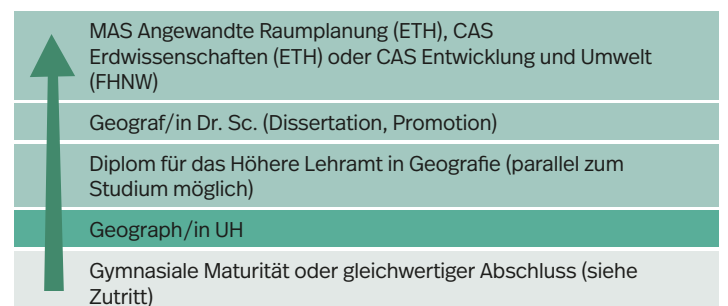 MAS Angewandte Raumplanung (ETH), CAS
Erdwissenschaften (ETH) oder CAS Entwicklung und Umwelt
(FHNW)
Geograf/in Dr. Sc. (Dissertation, Promotion)
Diplom für das Höhere Lehramt in Geografie (parallel zum
Studium möglich)
Geograph/in UH
Gymnasiale Maturität oder gleichwertiger Abschluss (siehe
Zutritt)